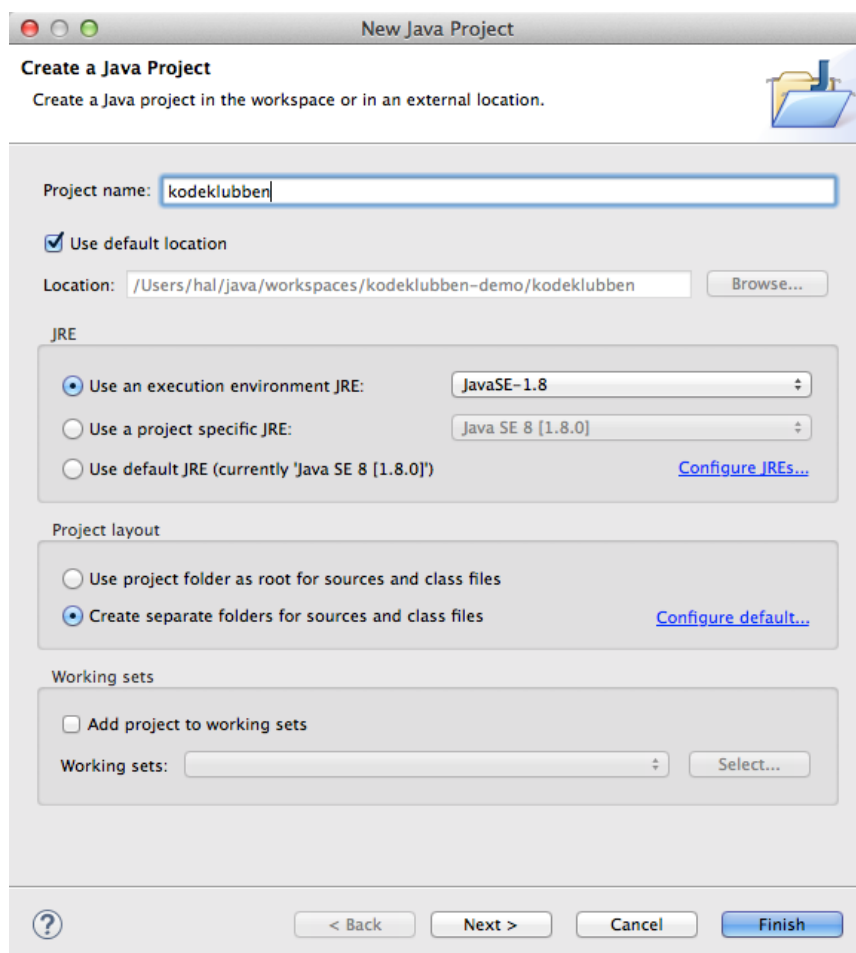 New Java Project
Create a Java Project
Create a Java project in the workspace or in an external location.
Project name: kodeklubben
Use default location
Location: /Users/hal/java/workspaces/kodeklubben-demo/kodeklubben Browse...
JRE
Use an execution environment JRE: JavaSE-1.8
Use a project specific JRE: Java SE 8 [1.8.0]
Use default JRE (currently 'Java SE 8 [1.8.0]') Configure JREs...
Project layout
Use project folder as root for sources and class files
Create separate folders for sources and class files Configure default...
Working sets
Add project to working sets
Working sets: Select...
? < Back Next > Cancel Finish